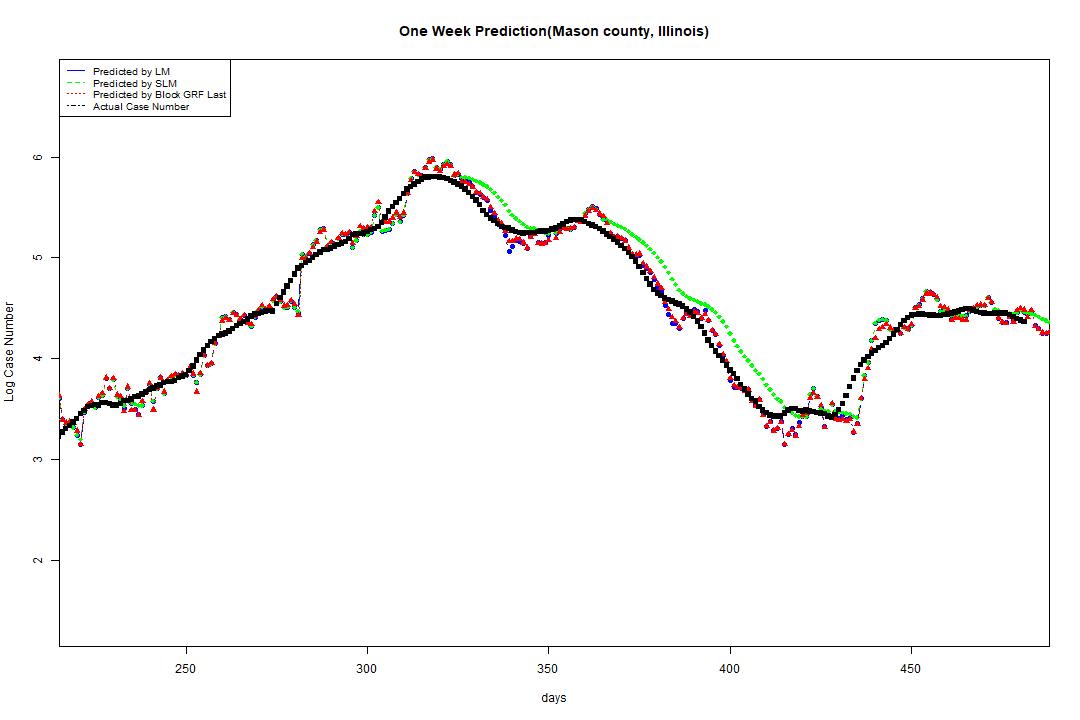 One Week Prediction(Mason county, Illinois)
Predicted by LM
Predicted by SLM
Predicted by Block GRF Last
Actual Case Number
6
5
4
3
2
Log Case Number
250 300 350 400 450
days